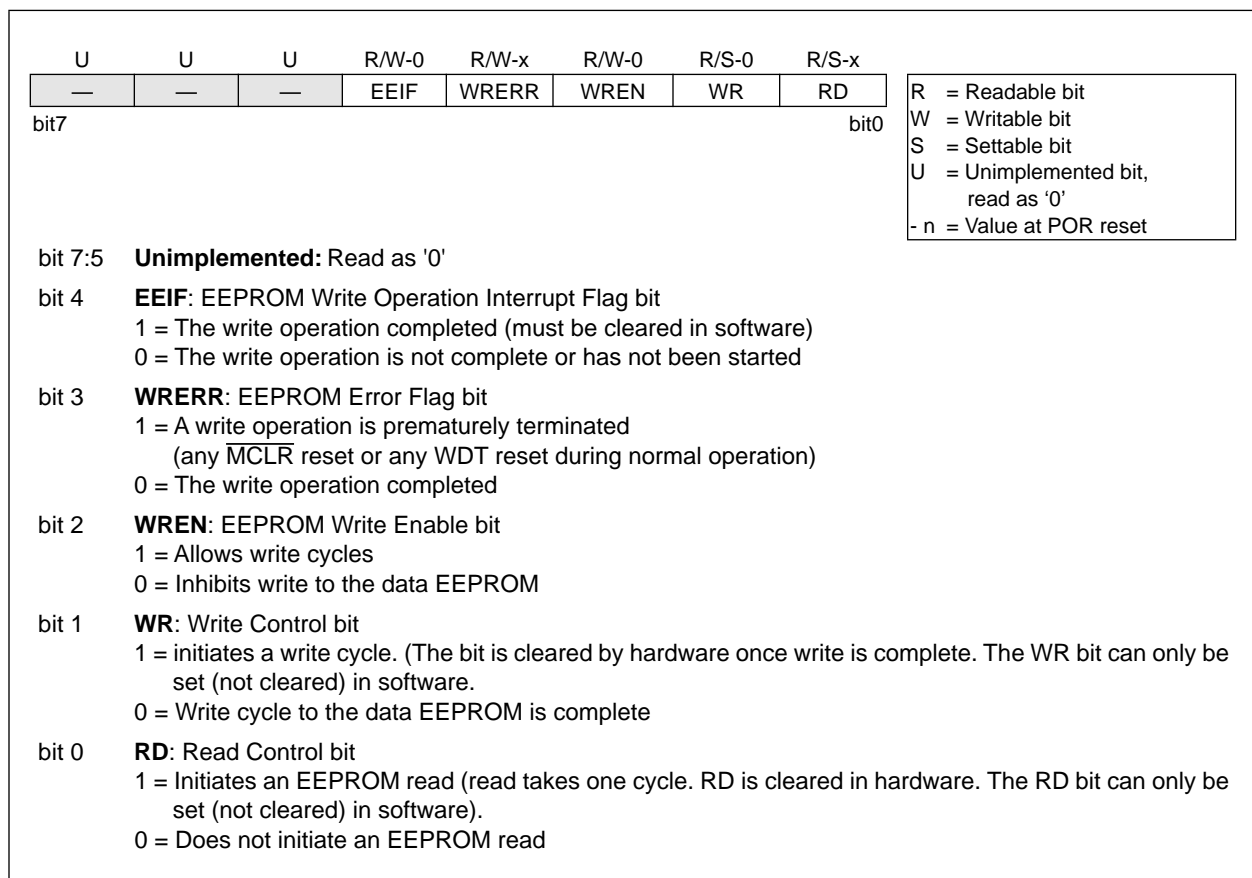 U U U R/W-0 R/W-x R/W-0 R/S-0 R/S-x
— — — EEIF WRERR WREN WR RD
bit7 bit0
R = Readable bit
W = Writable bit
S = Settable bit
U = Unimplemented bit,
read as ‘0’
- n = Value at POR reset
bit 7:5 Unimplemented: Read as '0'
bit 4 EEIF: EEPROM Write Operation Interrupt Flag bit
1 = The write operation completed (must be cleared in software)
0 = The write operation is not complete or has not been started
bit 3 WRERR: EEPROM Error Flag bit
1 = A write operation is prematurely terminated
(any M̅C̅L̅R̅ reset or any WDT reset during normal operation)
0 = The write operation completed
bit 2 WREN: EEPROM Write Enable bit
1 = Allows write cycles
0 = Inhibits write to the data EEPROM
bit 1 WR: Write Control bit
1 = initiates a write cycle. (The bit is cleared by hardware once write is complete. The WR bit can only be
set (not cleared) in software.
0 = Write cycle to the data EEPROM is complete
bit 0 RD: Read Control bit
1 = Initiates an EEPROM read (read takes one cycle. RD is cleared in hardware. The RD bit can only be
set (not cleared) in software).
0 = Does not initiate an EEPROM read